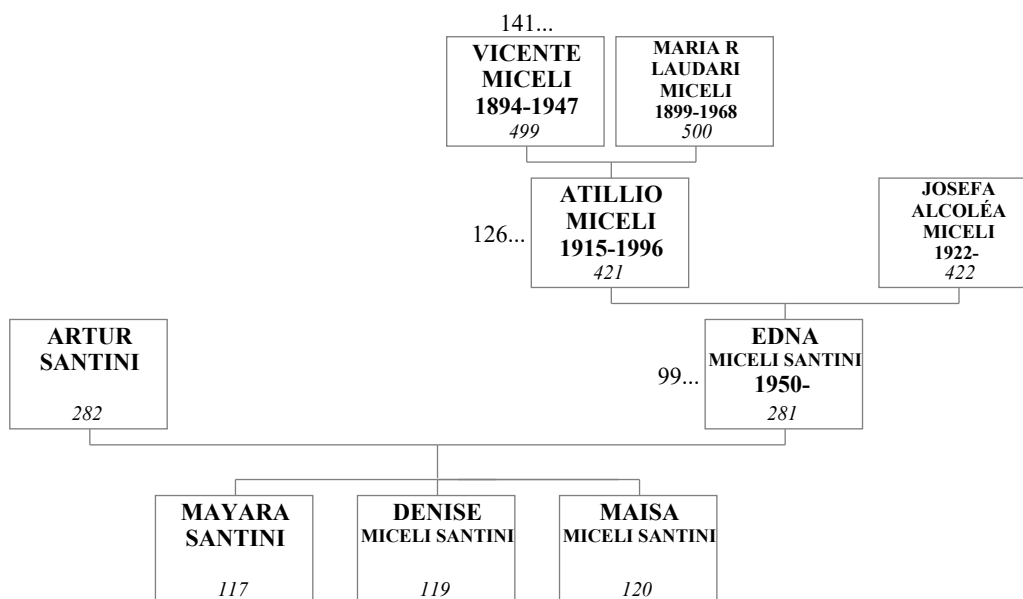 141...
VICENTE
MICELI
1894-1947
499
MARIA R
LAUDARI
MICELI
1899-1968
500
126...
ATILLIO
MICELI
1915-1996
421
JOSEFA
ALCOLÉA
MICELI
1922-
422
ARTUR
SANTINI
282
99...
EDNA
MICELI SANTINI
1950-
281
MAYARA
SANTINI
117
DENISE
MICELI SANTINI
119
MAISA
MICELI SANTINI
120